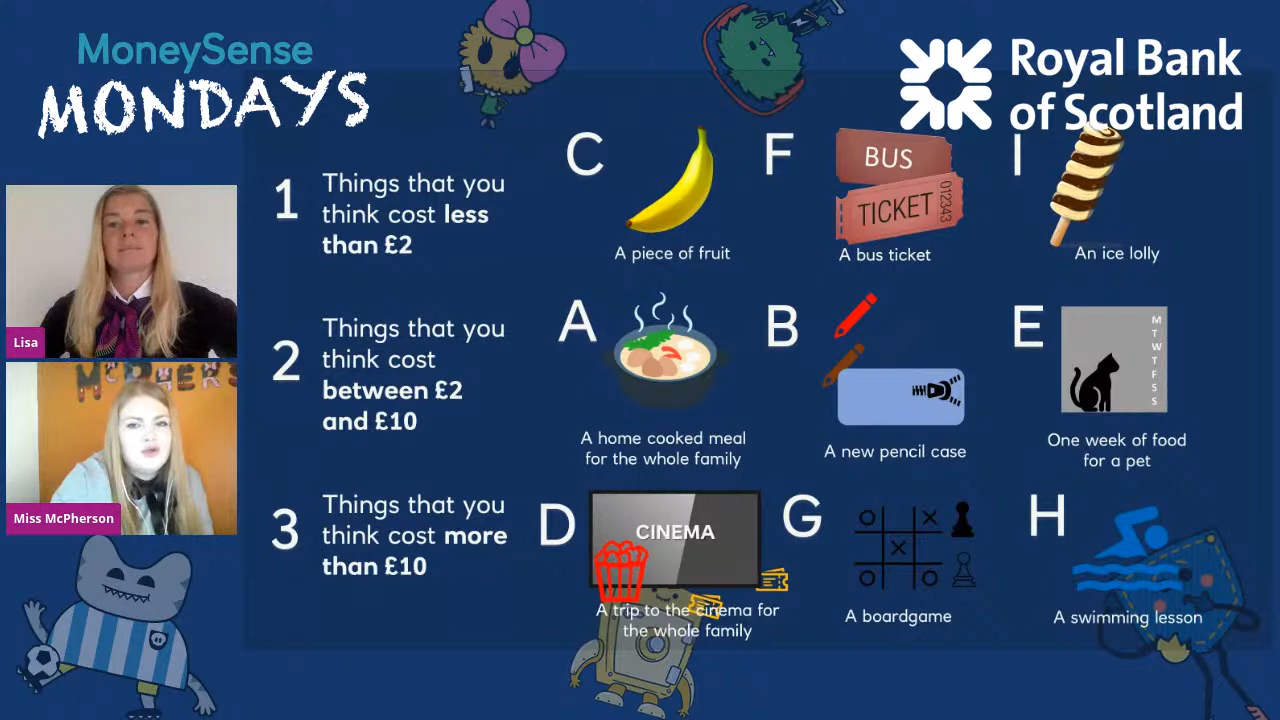 MoneySense
MONDAYS
Royal Bank
of Scotland
Lisa
MCPHERS
Miss McPherson
1
Things that you
think cost less
than £2
C
A piece of fruit
F
BUS
TICKET
012343
A bus ticket
I
An ice lolly
2
Things that you
think cost
between £2
and £10
A
A home cooked meal
for the whole family
B
A new pencil case
E
M
T
W
T
F
S
S
One week of food
for a pet
3
Things that you
think cost more
than £10
D
CINEMA
A trip to the cinema for
the whole family
G
A boardgame
H
A swimming lesson